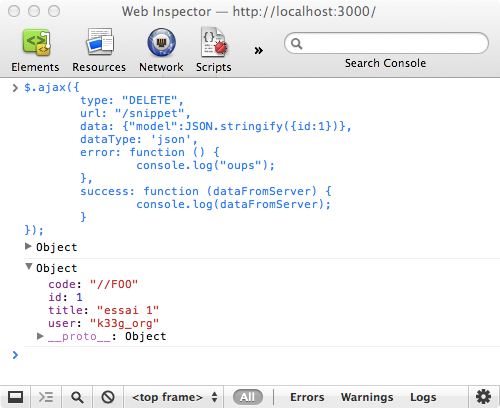 Web Inspector — http://localhost:3000/
Elements Resources Network Scripts » Search Console
$.ajax({
type: "DELETE",
url: "/snippet",
data: {"model":JSON.stringify({id:1})},
dataType: 'json',
error: function () {
console.log("oups");
},
success: function (dataFromServer) {
console.log(dataFromServer);
}
});
Object
Object
code: "//FOO"
id: 1
title: "essai 1"
user: "k33g_org"
__proto__: Object
<top frame> All Errors Warnings Logs